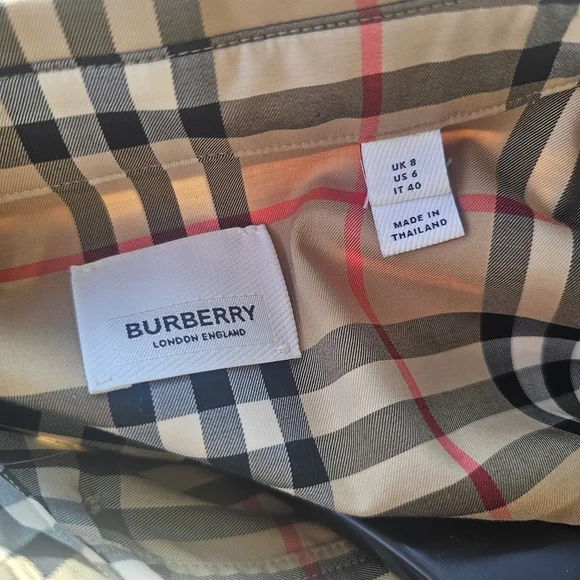 BURBERRY
LONDON ENGLAND
UK 8
US 6
IT 40
MADE IN
THAILAND